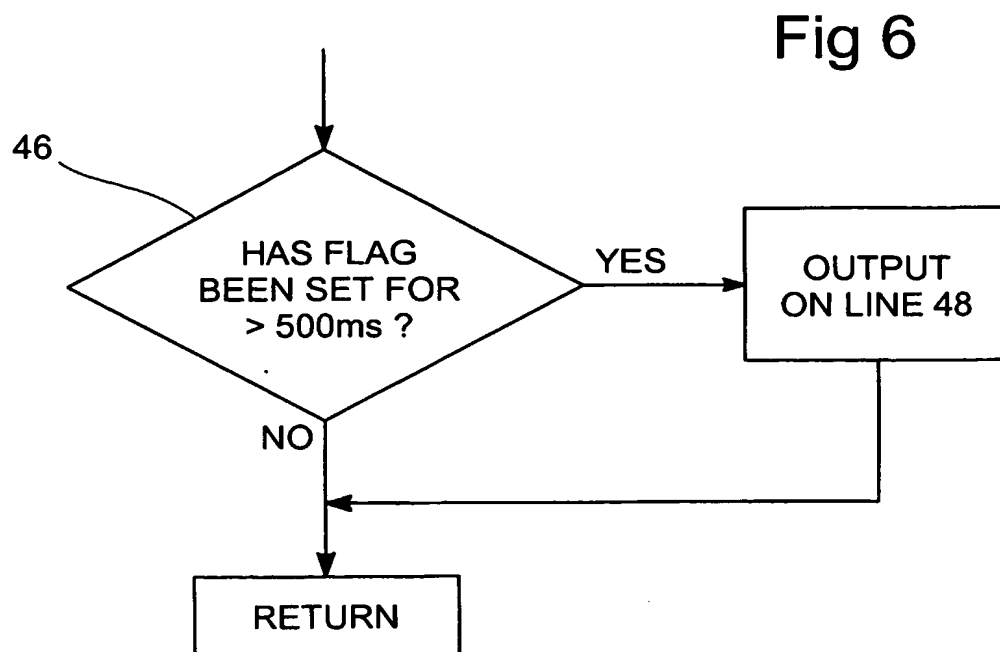 Fig 6
46
HAS FLAG
BEEN SET FOR
> 500ms ?
YES
OUTPUT
ON LINE 48
NO
RETURN